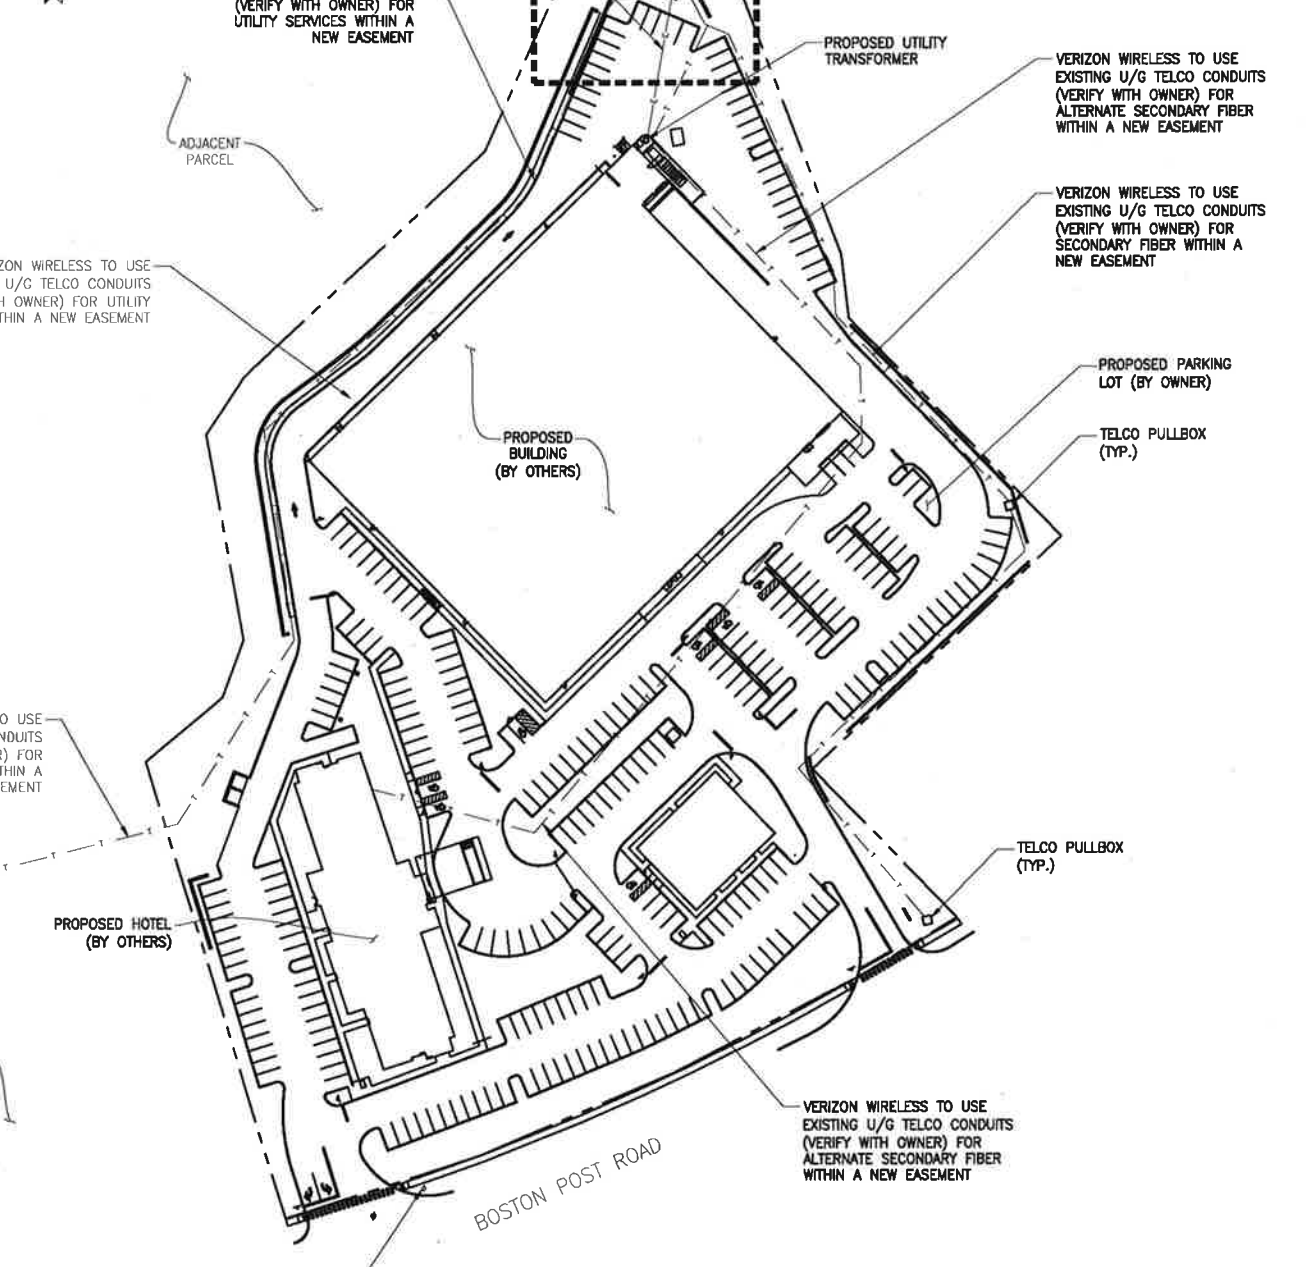 (VERIFY WITH OWNER) FOR
UTILITY SERVICES WITHIN A
NEW EASEMENT
PROPOSED UTILITY
TRANSFORMER
VERIZON WIRELESS TO USE
EXISTING U/G TELCO CONDUITS
(VERIFY WITH OWNER) FOR
ALTERNATE SECONDARY FIBER
WITHIN A NEW EASEMENT
ADJACENT
PARCEL
VERIZON WIRELESS TO USE
EXISTING U/G TELCO CONDUITS
(VERIFY WITH OWNER) FOR
SECONDARY FIBER WITHIN A
NEW EASEMENT
ZON WIRELESS TO USE
U/G TELCO CONDUITS
H OWNER) FOR UTILITY
THIN A NEW EASEMENT
PROPOSED PARKING
LOT (BY OWNER)
TELCO PULLBOX
(TYP.)
PROPOSED
BUILDING
(BY OTHERS)
O USE
NDUITS
R) FOR
THIN A
EMENT
TELCO PULLBOX
(TYP.)
PROPOSED HOTEL
(BY OTHERS)
VERIZON WIRELESS TO USE
EXISTING U/G TELCO CONDUITS
(VERIFY WITH OWNER) FOR
ALTERNATE SECONDARY FIBER
WITHIN A NEW EASEMENT
BOSTON POST ROAD